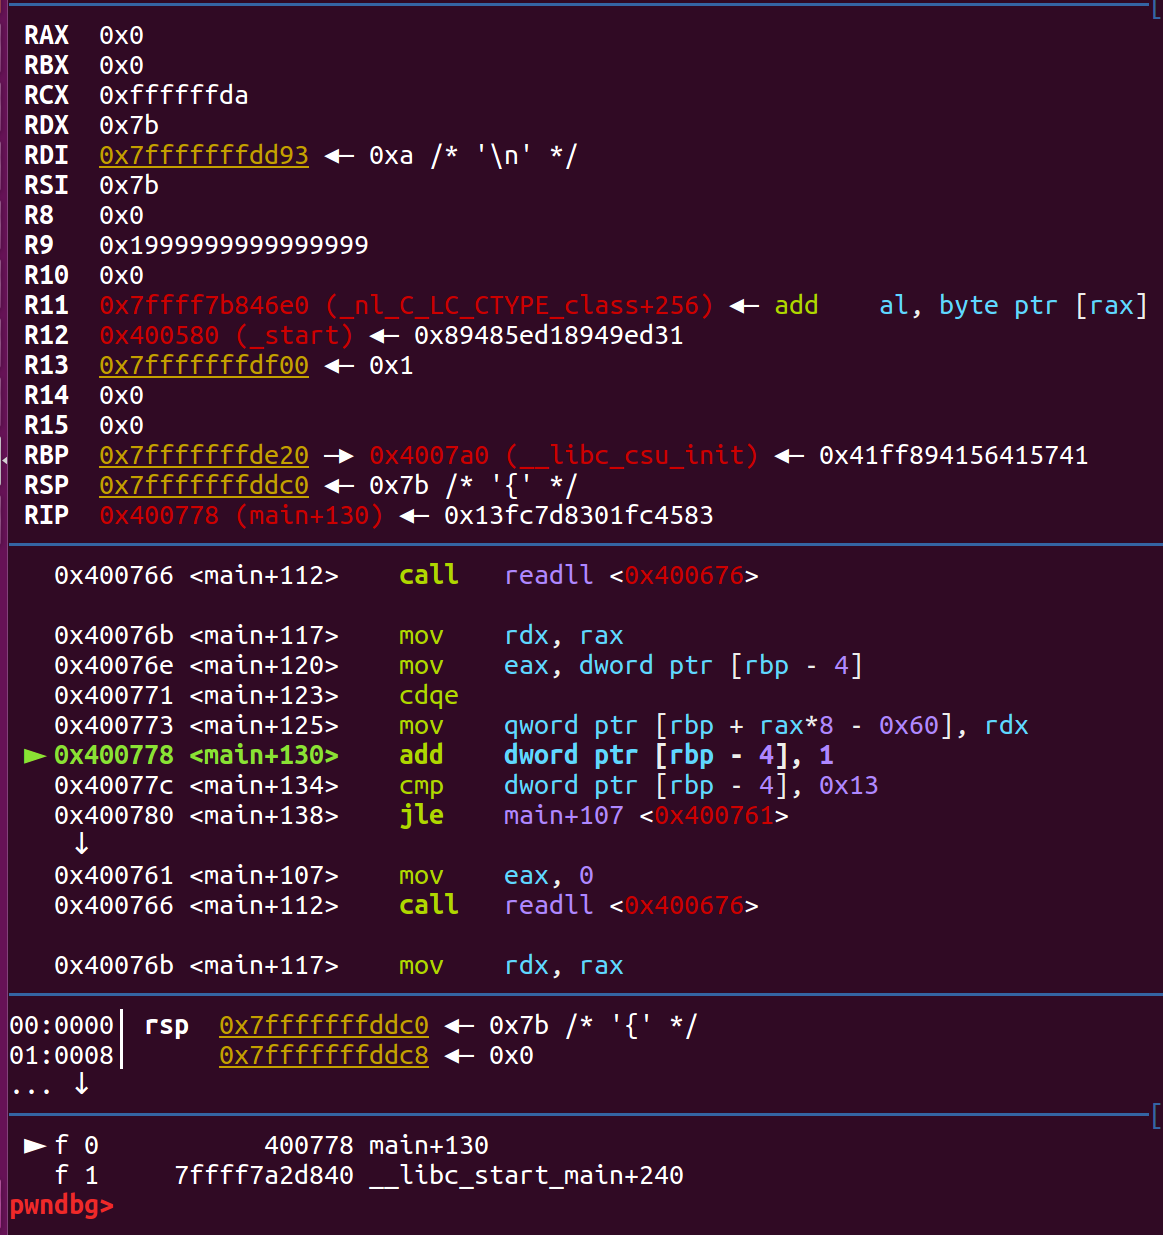 RAX 0x0
RBX 0x0
RCX 0xffffffda
RDX 0x7b
RDI 0x7fffffffdd93 ◂— 0xa /* '\n' */
RSI 0x7b
R8 0x0
R9 0x1999999999999999
R10 0x0
R11 0x7ffff7b846e0 (_nl_C_LC_CTYPE_class+256) ◂— add al, byte ptr [rax]
R12 0x400580 (_start) ◂— 0x89485ed18949ed31
R13 0x7fffffffdf00 ◂— 0x1
R14 0x0
R15 0x0
RBP 0x7fffffffde20 —▸ 0x4007a0 (__libc_csu_init) ◂— 0x41ff894156415741
RSP 0x7fffffffddc0 ◂— 0x7b /* '{' */
RIP 0x400778 (main+130) ◂— 0x13fc7d8301fc4583
0x400766 <main+112> call readll <0x400676>
0x40076b <main+117> mov rdx, rax
0x40076e <main+120> mov eax, dword ptr [rbp - 4]
0x400771 <main+123> cdqe
0x400773 <main+125> mov qword ptr [rbp + rax*8 - 0x60], rdx
► 0x400778 <main+130> add dword ptr [rbp - 4], 1
0x40077c <main+134> cmp dword ptr [rbp - 4], 0x13
0x400780 <main+138> jle main+107 <0x400761>
↓
0x400761 <main+107> mov eax, 0
0x400766 <main+112> call readll <0x400676>
0x40076b <main+117> mov rdx, rax
00:0000│ rsp 0x7fffffffddc0 ◂— 0x7b /* '{' */
01:0008│ 0x7fffffffddc8 ◂— 0x0
... ↓
► f 0 400778 main+130
f 1 7ffff7a2d840 __libc_start_main+240
pwndbg>